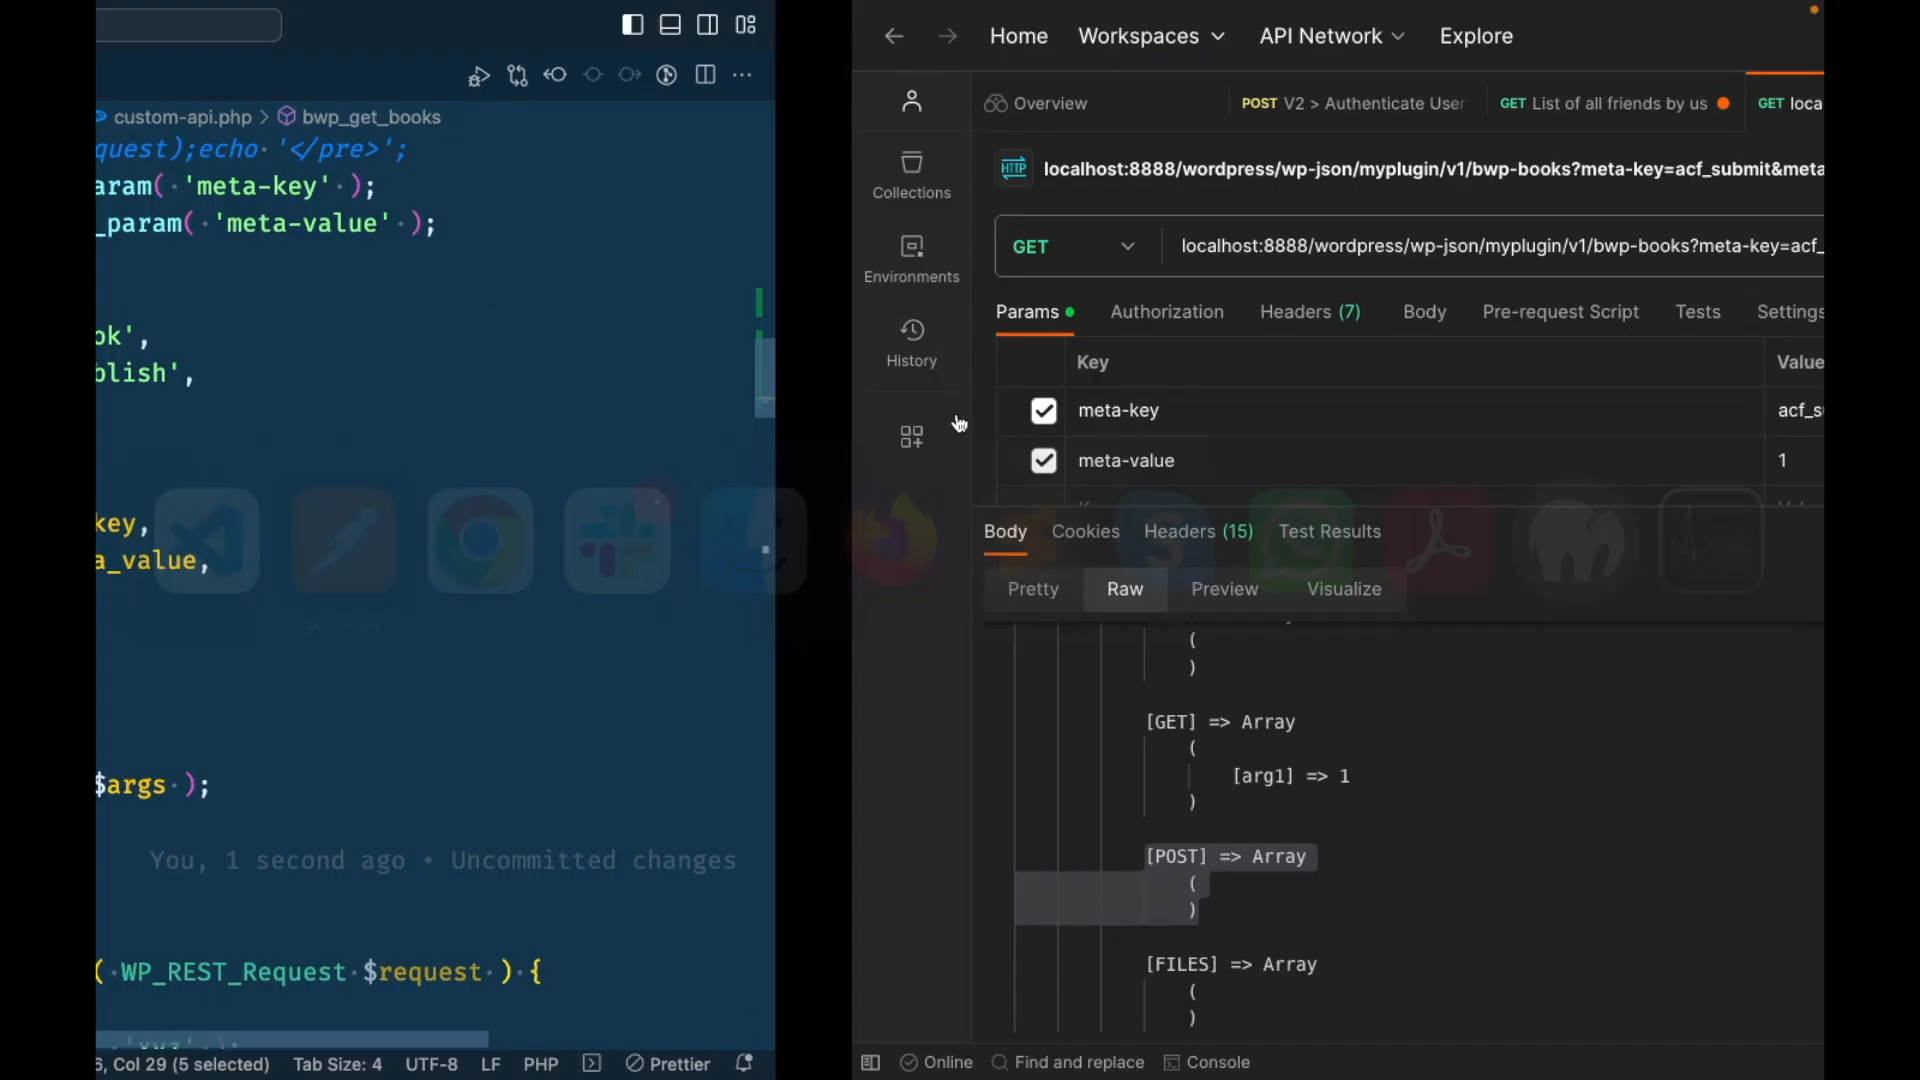 custom-api.php > bwp_get_books
quest);echo '</pre>';
aram( 'meta-key' );
_param( 'meta-value' );
ok',
blish',
key,
a_value,
$args );
You, 1 second ago • Uncommitted changes
( WP_REST_Request $request ) {
6, Col 29 (5 selected) Tab Size: 4 UTF-8 LF PHP Prettier
Home Workspaces API Network Explore
Overview POST V2 > Authenticate User GET List of all friends by us GET loca
HTTP localhost:8888/wordpress/wp-json/myplugin/v1/bwp-books?meta-key=acf_submit&meta
GET localhost:8888/wordpress/wp-json/myplugin/v1/bwp-books?meta-key=acf_
Collections
Environments
History
Params Authorization Headers (7) Body Pre-request Script Tests Settings
Key Value
meta-key acf_s
meta-value 1
Body Cookies Headers (15) Test Results
Pretty Raw Preview Visualize
(
)
[GET] => Array
(
[arg1] => 1
)
[POST] => Array
(
)
[FILES] => Array
(
)
Online Find and replace Console